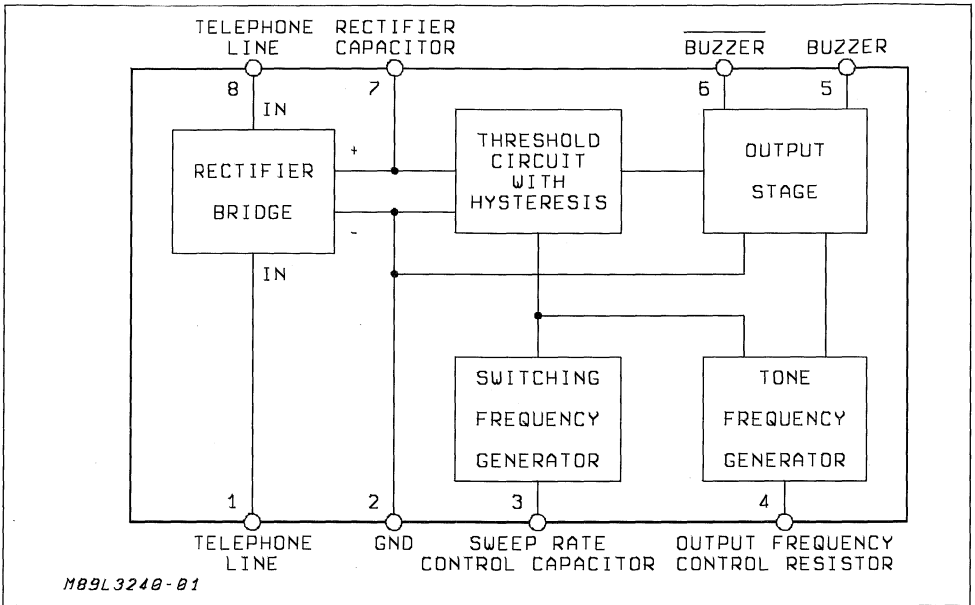 TELEPHONE LINE
RECTIFIER CAPACITOR
BUZZER
BUZZER
8
7
6
5
IN
RECTIFIER
BRIDGE
+
-
IN
THRESHOLD
CIRCUIT
WITH
HYSTERESIS
OUTPUT
STAGE
SWITCHING
FREQUENCY
GENERATOR
TONE
FREQUENCY
GENERATOR
1
2
3
4
TELEPHONE
LINE
GND
SWEEP RATE
CONTROL CAPACITOR
OUTPUT FREQUENCY
CONTROL RESISTOR
M89L3240-01